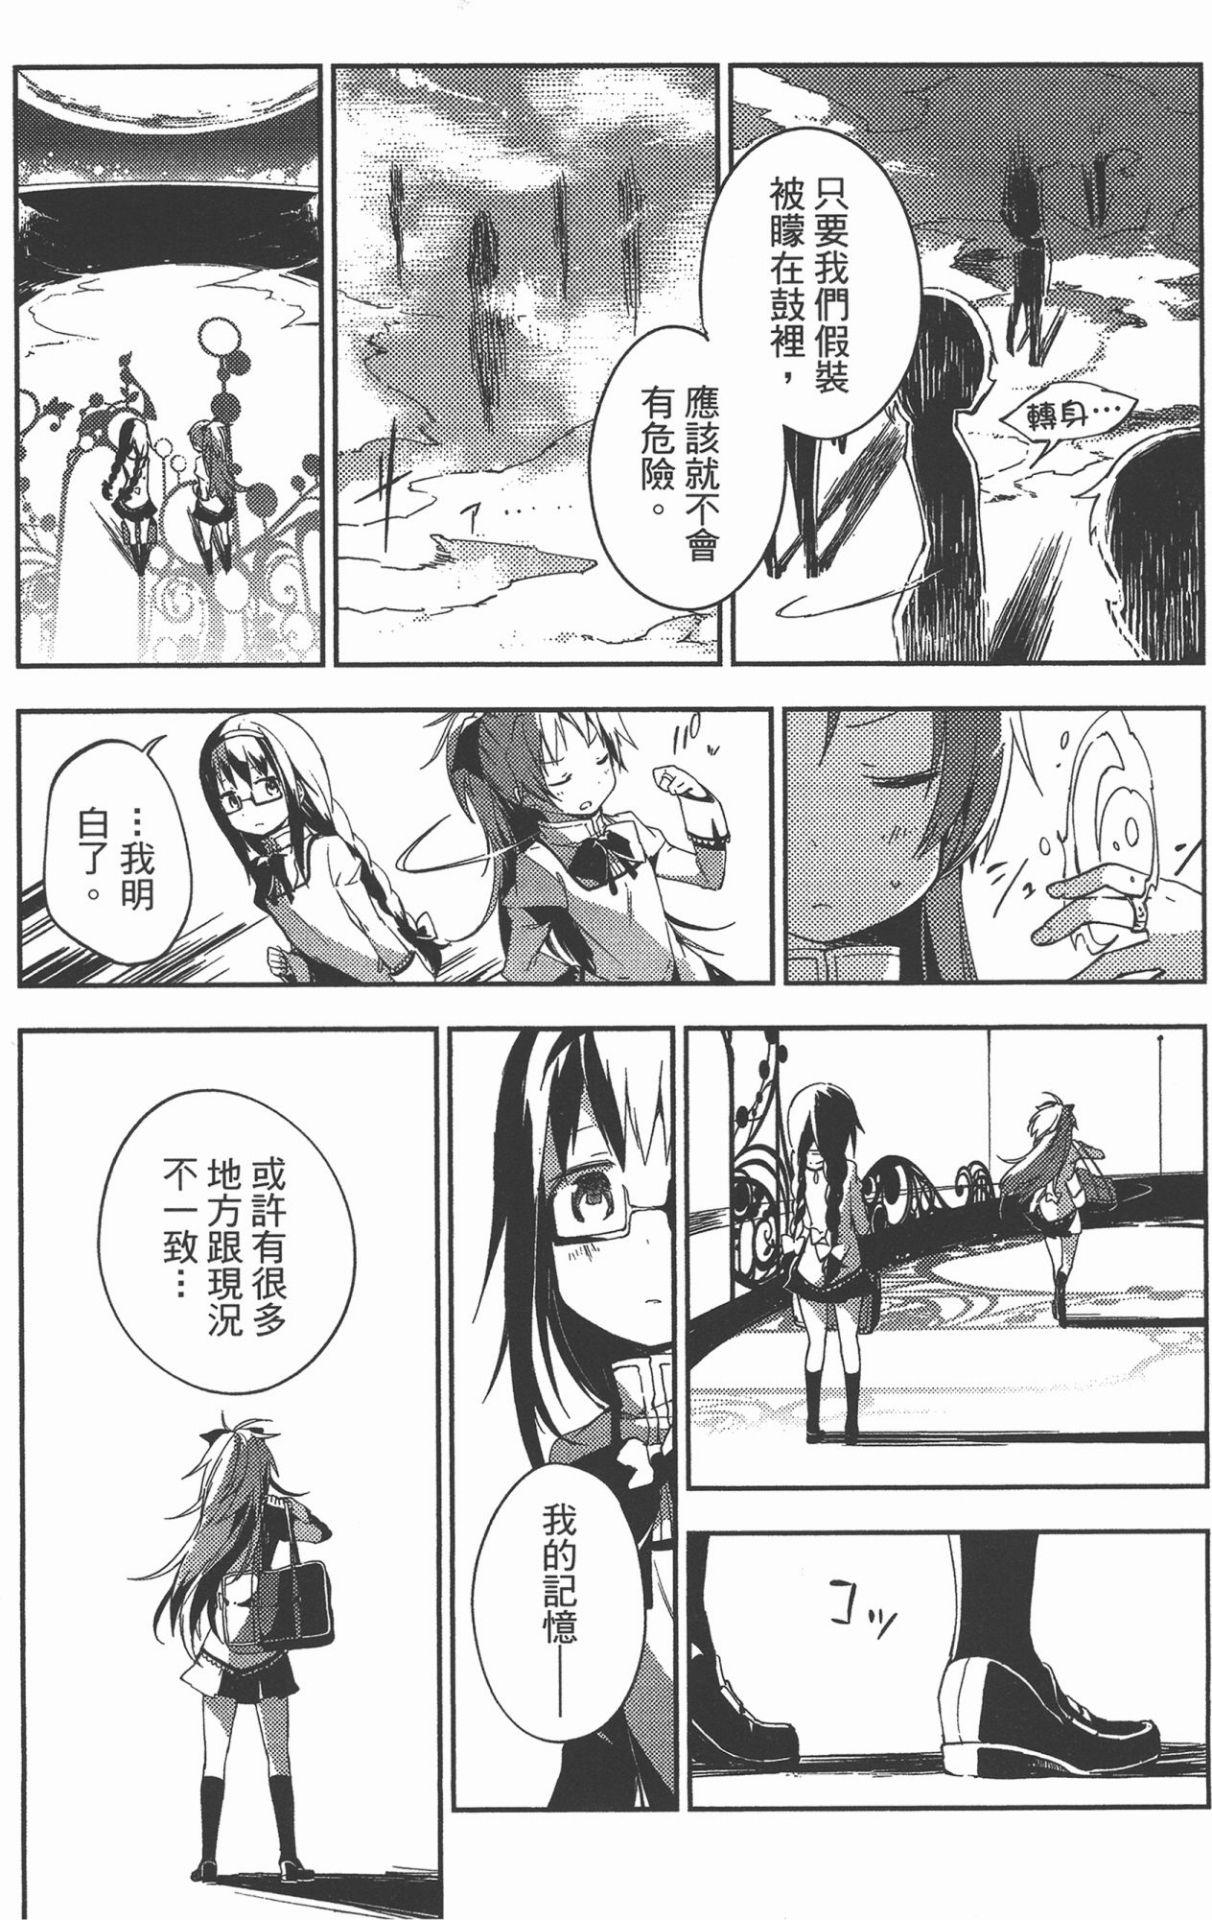 只要我們假裝
被矇在鼓裡，
應該就不會
有危險。
轉身…
…我明
白了。
コッ
我的記憶——
或許有很多
地方跟現況
不一致…